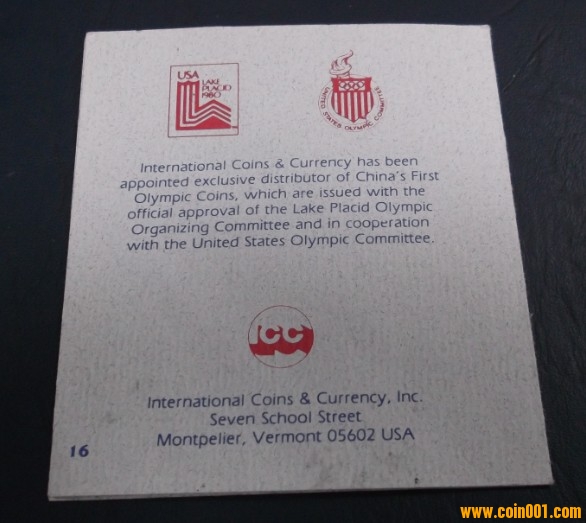 USA
LAKE
PLACID
1980
UNITED STATES OLYMPIC COMMITTEE
International Coins & Currency has been
appointed exclusive distributor of China's First
Olympic Coins, which are issued with the
official approval of the Lake Placid Olympic
Organizing Committee and in cooperation
with the United States Olympic Committee.
ICC
International Coins & Currency, Inc.
Seven School Street
Montpelier, Vermont 05602 USA
16
www.coin001.com